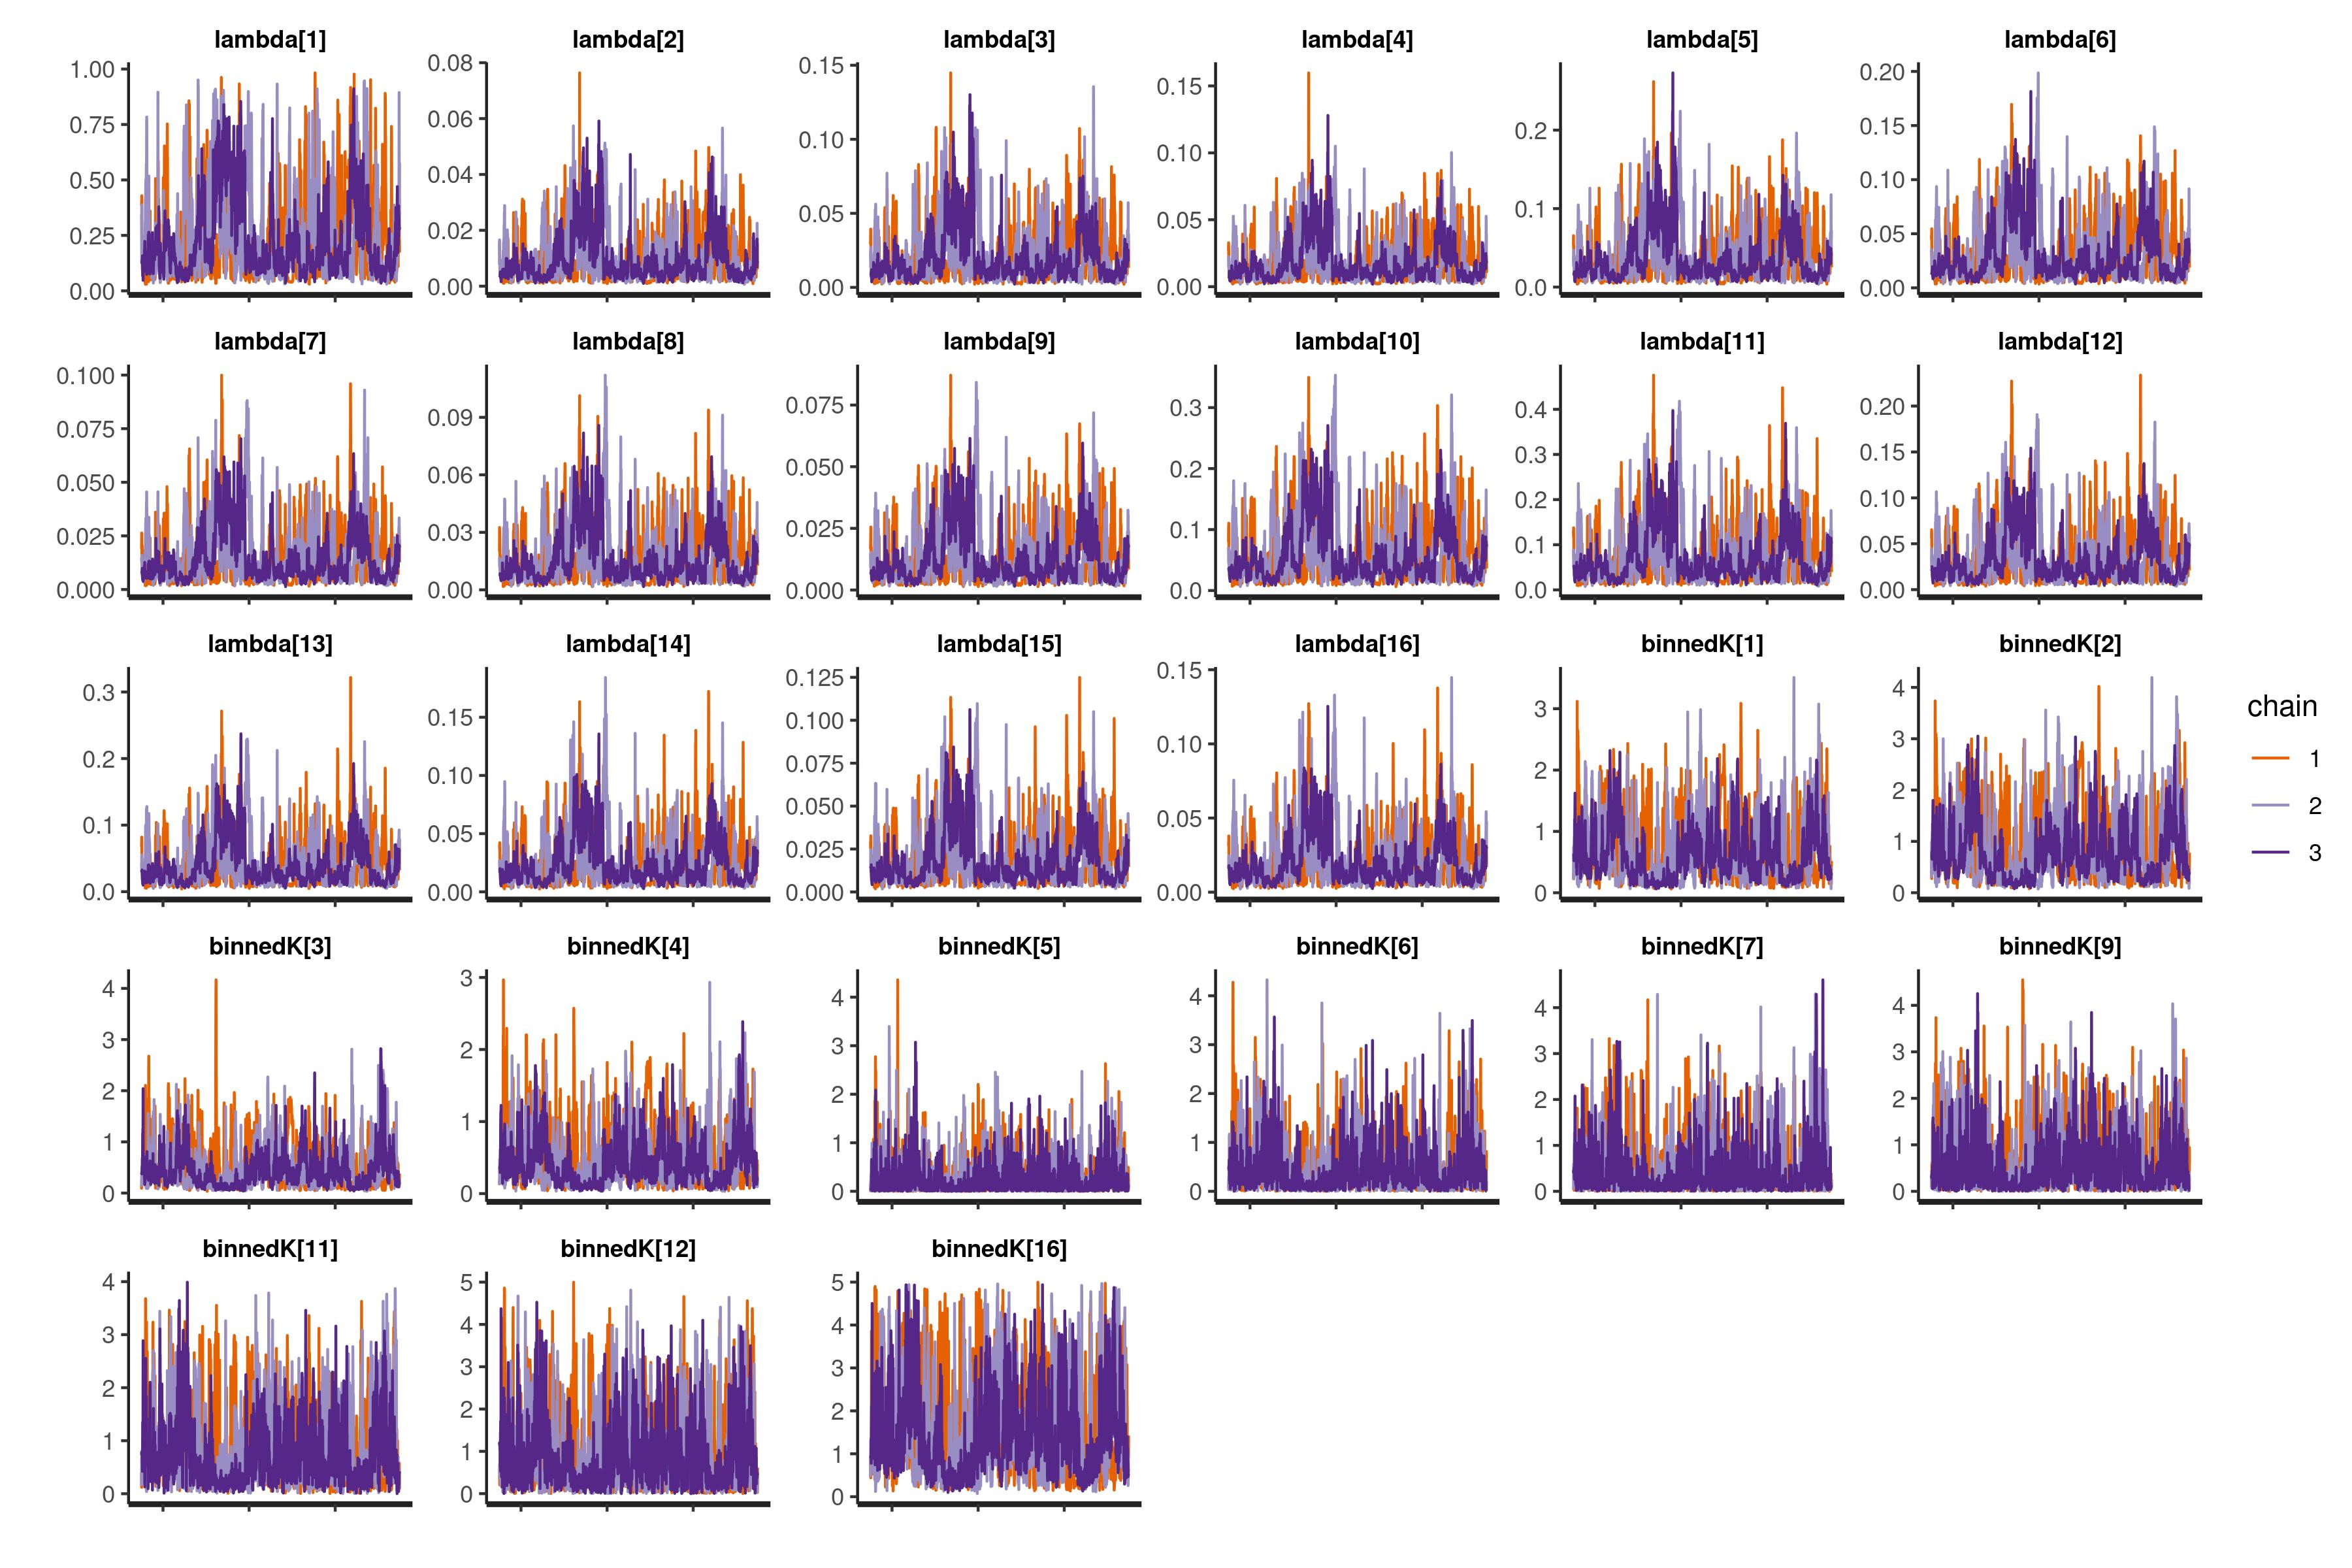 lambda[1] lambda[2] lambda[3] lambda[4] lambda[5] lambda[6]
1.00 0.75 0.50 0.25 0.00
0.08 0.06 0.04 0.02 0.00
0.15 0.10 0.05 0.00
0.15 0.10 0.05 0.00
0.2 0.1 0.0
0.20 0.15 0.10 0.05 0.00
lambda[7] lambda[8] lambda[9] lambda[10] lambda[11] lambda[12]
0.100 0.075 0.050 0.025 0.000
0.09 0.06 0.03 0.00
0.075 0.050 0.025 0.000
0.3 0.2 0.1 0.0
0.4 0.3 0.2 0.1 0.0
0.20 0.15 0.10 0.05 0.00
lambda[13] lambda[14] lambda[15] lambda[16] binnedK[1] binnedK[2]
0.3 0.2 0.1 0.0
0.15 0.10 0.05 0.00
0.125 0.100 0.075 0.050 0.025 0.000
0.15 0.10 0.05 0.00
3 2 1 0
4 3 2 1 0
binnedK[3] binnedK[4] binnedK[5] binnedK[6] binnedK[7] binnedK[9]
4 3 2 1 0
3 2 1 0
4 3 2 1 0
4 3 2 1 0
4 3 2 1 0
4 3 2 1 0
binnedK[11] binnedK[12] binnedK[16]
4 3 2 1 0
5 4 3 2 1 0
5 4 3 2 1 0
chain
1
2
3